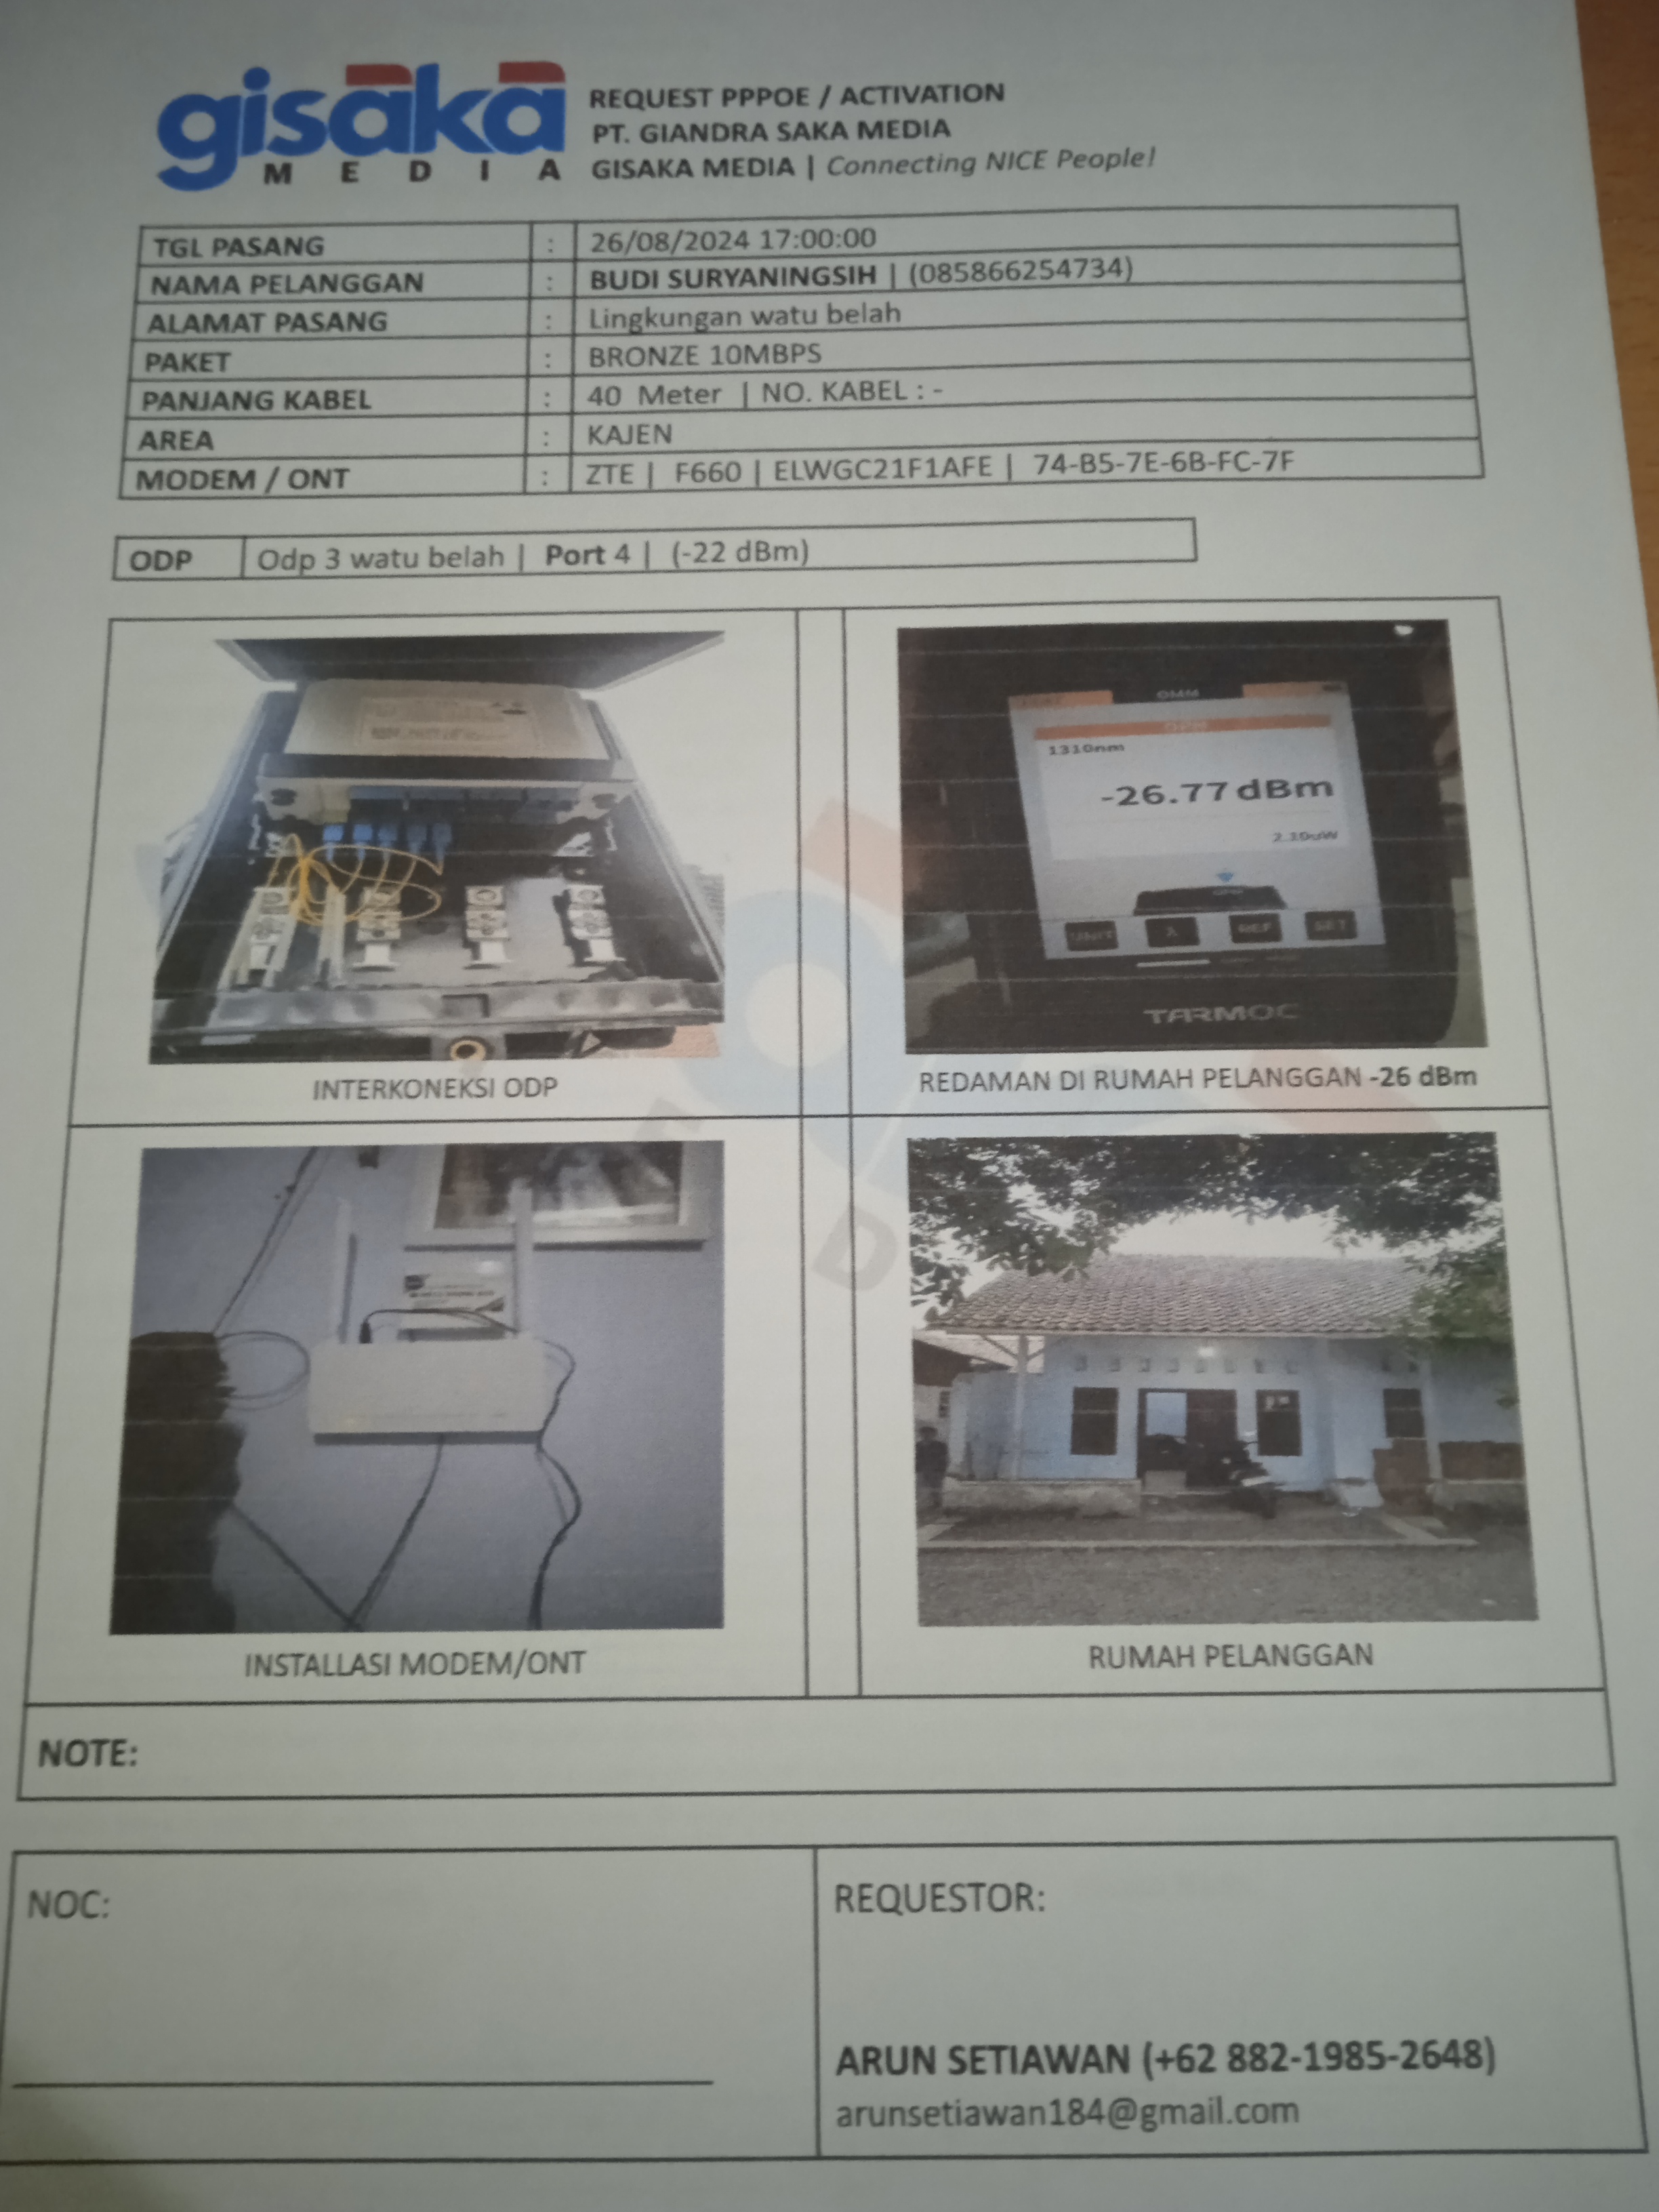 gisaka
MEDIA
REQUEST PPPOE / ACTIVATION
PT. GIANDRA SAKA MEDIA
GISAKA MEDIA | Connecting NICE People!
TGL PASANG : 26/08/2024 17:00:00
NAMA PELANGGAN : BUDI SURYANINGSIH | (085866254734)
ALAMAT PASANG : Lingkungan watu belah
PAKET : BRONZE 10MBPS
PANJANG KABEL : 40 Meter | NO. KABEL : -
AREA : KAJEN
MODEM / ONT : ZTE | F660 | ELWGC21F1AFE | 74-B5-7E-6B-FC-7F
ODP Odp 3 watu belah | Port 4 | (-22 dBm)
OMM
OPM
1310nm
-26.77 dBm
2.10uW
OPM
UNIT λ REF SET
TARMOC
INTERKONEKSI ODP
REDAMAN DI RUMAH PELANGGAN -26 dBm
INSTALLASI MODEM/ONT
RUMAH PELANGGAN
NOTE:
NOC:
REQUESTOR:
ARUN SETIAWAN (+62 882-1985-2648)
arunsetiawan184@gmail.com